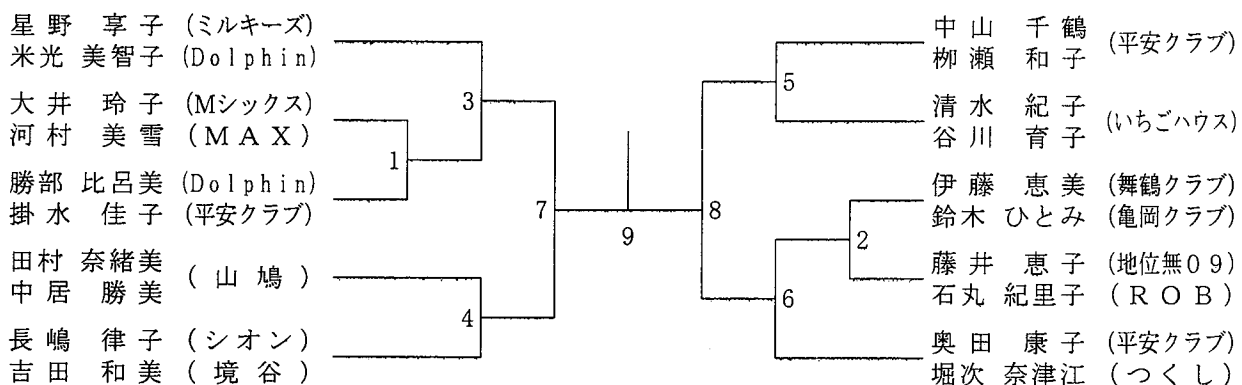 星野 享子 (ミルキーズ)
米光 美智子 (Dolphin)
大井 玲子 (Mシックス)
河村 美雪 (MAX)
勝部 比呂美 (Dolphin)
掛水 佳子 (平安クラブ)
田村 奈緒美
中居 勝美
(山鳩)
長嶋 律子 (シオン)
吉田 和美 (境谷)
3
1
7
4
9
8
5
2
6
中山 千鶴
柳瀬 和子
(平安クラブ)
清水 紀子
谷川 育子
(いちごハウス)
伊藤 恵美 (舞鶴クラブ)
鈴木 ひとみ (亀岡クラブ)
藤井 恵子 (地位無09)
石丸 紀里子 (ROB)
奥田 康子 (平安クラブ)
堀次 奈津江 (つくし)